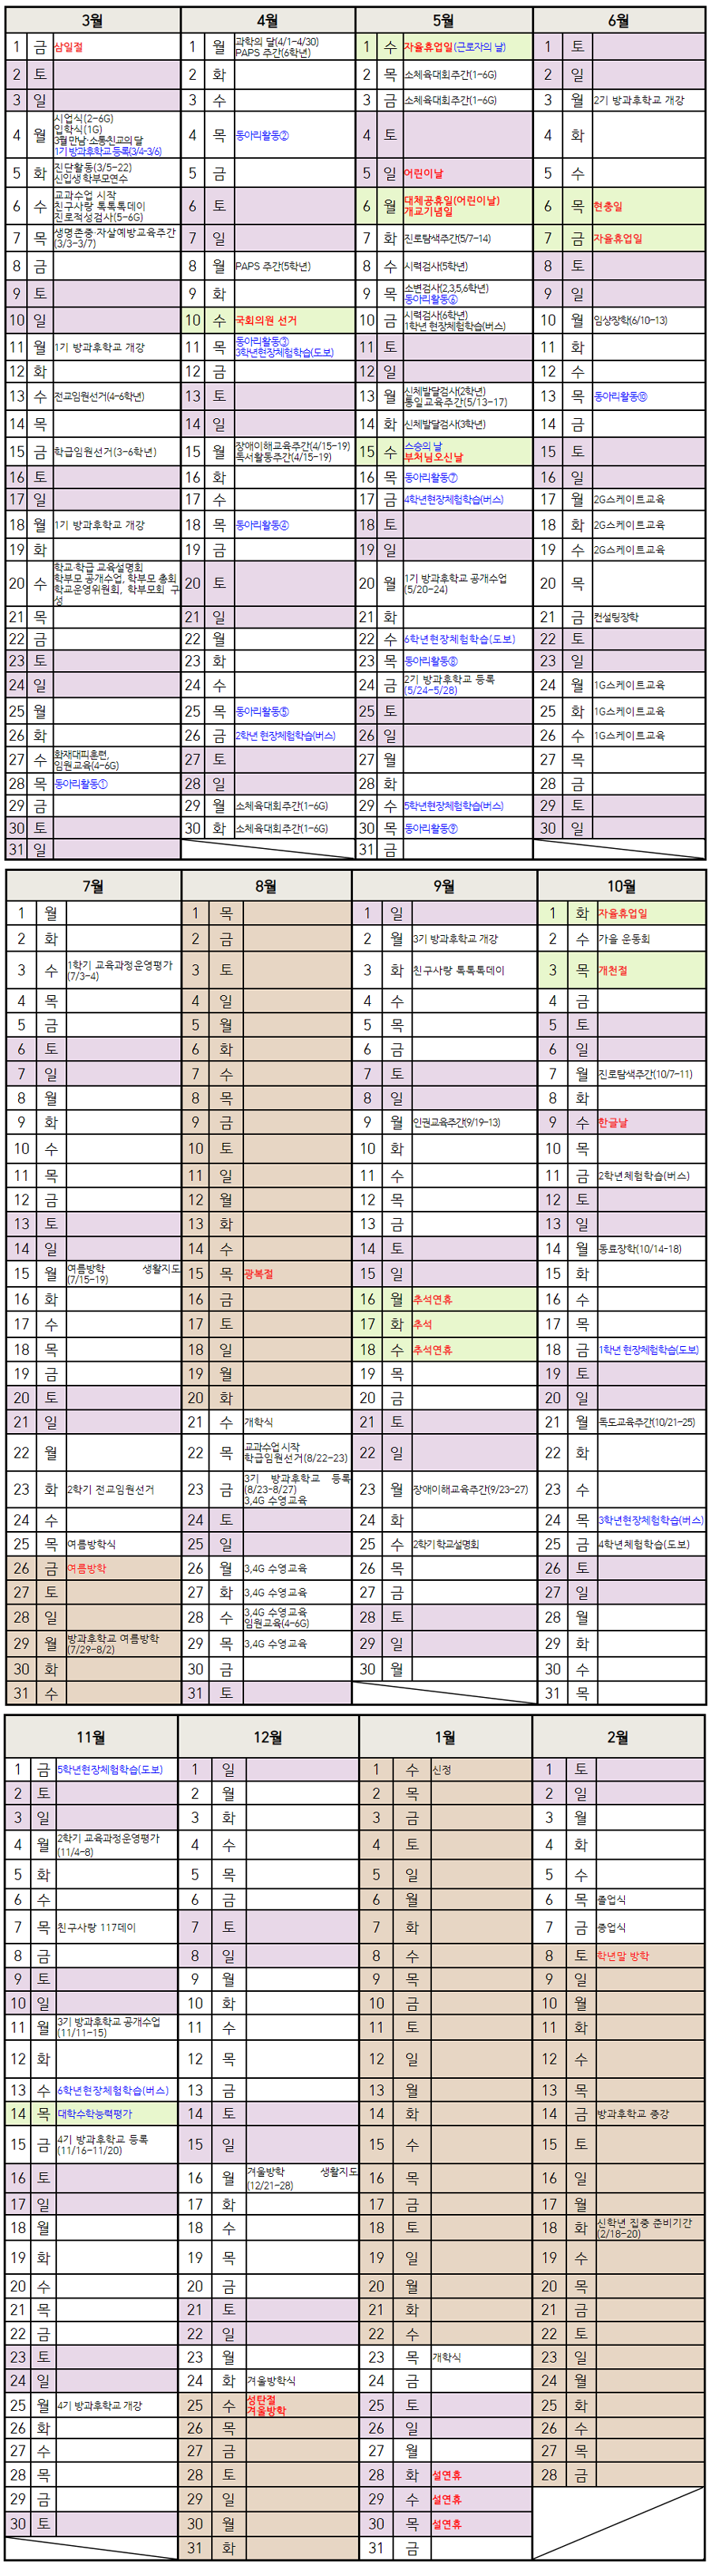 3월
1 금 삼일절
2 토
3 일
4 월 시업식(2-6G)
입학식(1G)
3월 만남·소통·친교의 달
1기 방과후학교 등록(3/4-3/6)
5 화 진단활동(3/5-22)
신입생 학부모연수
6 수 교과수업 시작
친구사랑 톡톡톡데이
진로적성검사(5-6G)
7 목 생명존중·자살예방교육주간
(3/3-3/7)
8 금
9 토
10 일
11 월 1기 방과후학교 개강
12 화
13 수 전교임원선거(4-6학년)
14 목
15 금 학급임원선거(3-6학년)
16 토
17 일
18 월 1기 방과후학교 개강
19 화
20 수 학교·학급 교육설명회
학부모 공개수업, 학부모 총회
학교운영위원회, 학부모회 구
성
21 목
22 금
23 토
24 일
25 월
26 화
27 수 화재대피훈련,
임원교육(4-6G)
28 목 동아리활동①
29 금
30 토
31 일
4월
1 월 과학의 달(4/1-4/30)
PAPS 주간(6학년)
2 화
3 수
4 목 동아리활동②
5 금
6 토
7 일
8 월 PAPS 주간(5학년)
9 화
10 수 국회의원 선거
11 목 동아리활동③
3학년현장체험학습(도보)
12 금
13 토
14 일
15 월 장애이해교육주간(4/15-19)
독서활동주간(4/15-19)
16 화
17 수
18 목 동아리활동④
19 금
20 토
21 일
22 월
23 화
24 수
25 목 동아리활동⑤
26 금 2학년 현장체험학습(버스)
27 토
28 일
29 월 소체육대회주간(1-6G)
30 화 소체육대회주간(1-6G)
5월
1 수 자율휴업일(근로자의 날)
2 목 소체육대회주간(1-6G)
3 금 소체육대회주간(1-6G)
4 토
5 일 어린이날
6 월 대체공휴일(어린이날)
개교기념일
7 화 진로탐색주간(5/7-14)
8 수 시력검사(5학년)
9 목 소변검사(2,3,5,6학년)
동아리활동⑥
10 금 시력검사(6학년)
1학년 현장체험학습(버스)
11 토
12 일
13 월 신체발달검사(2학년)
통일교육주간(5/13-17)
14 화 신체발달검사(3학년)
15 수 스승의 날
부처님오신날
16 목 동아리활동⑦
17 금 4학년현장체험학습(버스)
18 토
19 일
20 월 1기 방과후학교 공개수업
(5/20-24)
21 화
22 수 6학년현장체험학습(도보)
23 목 동아리활동⑧
24 금 2기 방과후학교 등록
(5/24-5/28)
25 토
26 일
27 월
28 화
29 수 5학년현장체험학습(버스)
30 목 동아리활동⑨
31 금
6월
1 토
2 일
3 월 2기 방과후학교 개강
4 화
5 수
6 목 현충일
7 금 자율휴업일
8 토
9 일
10 월 임상장학(6/10-13)
11 화
12 수
13 목 동아리활동⑩
14 금
15 토
16 일
17 월 2G스케이트교육
18 화 2G스케이트교육
19 수 2G스케이트교육
20 목
21 금 컨설팅장학
22 토
23 일
24 월 1G스케이트교육
25 화 1G스케이트교육
26 수 1G스케이트교육
27 목
28 금
29 토
30 일
7월
1 월
2 화
3 수 1학기 교육과정운영평가
(7/3-4)
4 목
5 금
6 토
7 일
8 월
9 화
10 수
11 목
12 금
13 토
14 일
15 월 여름방학 생활지도
(7/15-19)
16 화
17 수
18 목
19 금
20 토
21 일
22 월
23 화 2학기 전교임원선거
24 수
25 목 여름방학식
26 금 여름방학
27 토
28 일
29 월 방과후학교 여름방학
(7/29-8/2)
30 화
31 수
8월
1 목
2 금
3 토
4 일
5 월
6 화
7 수
8 목
9 금
10 토
11 일
12 월
13 화
14 수
15 목 광복절
16 금
17 토
18 일
19 월
20 화
21 수 개학식
22 목 교과수업시작
학급임원선거(8/22-23)
23 금 3기 방과후학교 등록
(8/23-8/27)
3,4G 수영교육
24 토
25 일
26 월 3,4G 수영교육
27 화 3,4G 수영교육
28 수 3,4G 수영교육
임원교육(4-6G)
29 목 3,4G 수영교육
30 금
31 토
9월
1 일
2 월 3기 방과후학교 개강
3 화 친구사랑 톡톡톡데이
4 수
5 목
6 금
7 토
8 일
9 월 인권교육주간(9/19-13)
10 화
11 수
12 목
13 금
14 토
15 일
16 월 추석연휴
17 화 추석
18 수 추석연휴
19 목
20 금
21 토
22 일
23 월 장애이해교육주간(9/23-27)
24 화
25 수 2학기 학교설명회
26 목
27 금
28 토
29 일
30 월
10월
1 화 자율휴업일
2 수 가을 운동회
3 목 개천절
4 금
5 토
6 일
7 월 진로탐색주간(10/7-11)
8 화
9 수 한글날
10 목
11 금 2학년체험학습(버스)
12 토
13 일
14 월 동료장학(10/14-18)
15 화
16 수
17 목
18 금 1학년 현장체험학습(도보)
19 토
20 일
21 월 독도교육주간(10/21-25)
22 화
23 수
24 목 3학년현장체험학습(버스)
25 금 4학년체험학습(도보)
26 토
27 일
28 월
29 화
30 수
31 목
11월
1 금 5학년현장체험학습(도보)
2 토
3 일
4 월 2학기 교육과정운영평가
(11/4-8)
5 화
6 수
7 목 친구사랑 117데이
8 금
9 토
10 일
11 월 3기 방과후학교 공개수업
(11/11-15)
12 화
13 수 6학년현장체험학습(버스)
14 목 대학수학능력평가
15 금 4기 방과후학교 등록
(11/16-11/20)
16 토
17 일
18 월
19 화
20 수
21 목
22 금
23 토
24 일
25 월 4기 방과후학교 개강
26 화
27 수
28 목
29 금
30 토
12월
1 일
2 월
3 화
4 수
5 목
6 금
7 토
8 일
9 월
10 화
11 수
12 목
13 금
14 토
15 일
16 월 겨울방학 생활지도
(12/21-28)
17 화
18 수
19 목
20 금
21 토
22 일
23 월
24 화 겨울방학식
25 수 성탄절
겨울방학
26 목
27 금
28 토
29 일
30 월
31 화
1월
1 수 신정
2 목
3 금
4 토
5 일
6 월
7 화
8 수
9 목
10 금
11 토
12 일
13 월
14 화
15 수
16 목
17 금
18 토
19 일
20 월
21 화
22 수
23 목 개학식
24 금
25 토
26 일
27 월
28 화 설연휴
29 수 설연휴
30 목 설연휴
31 금
2월
1 토
2 일
3 월
4 화
5 수
6 목 졸업식
7 금 종업식
8 토 학년말 방학
9 일
10 월
11 화
12 수
13 목
14 금 방과후학교 종강
15 토
16 일
17 월
18 화 신학년 집중 준비기간
(2/18-20)
19 수
20 목
21 금
22 토
23 일
24 월
25 화
26 수
27 목
28 금